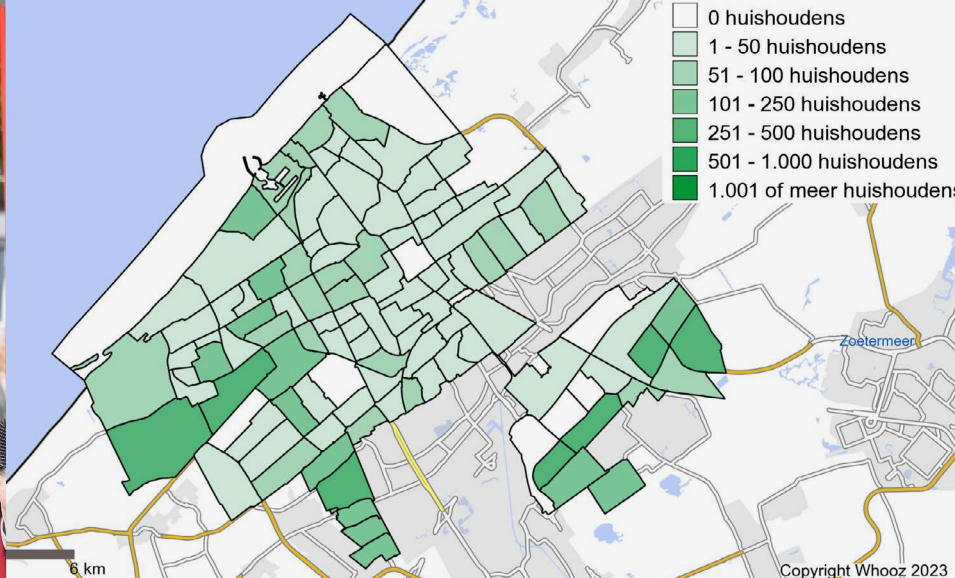 0 huishoudens
1 - 50 huishoudens
51 - 100 huishoudens
101 - 250 huishoudens
251 - 500 huishoudens
501 - 1.000 huishoudens
1.001 of meer huishoudens
Zoetermeer
6 km
Copyright Whooz 2023